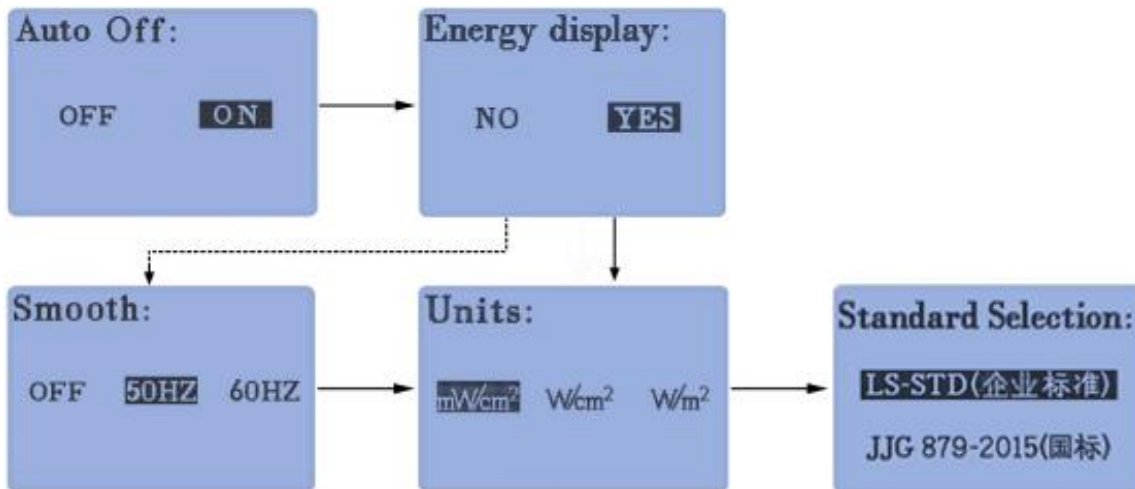 Auto Off:
OFF ON
Energy display:
NO YES
Smooth:
OFF 50HZ 60HZ
Units:
mW/cm² W/cm² W/m²
Standard Selection:
LS-STD(企业标准)
JJG 879-2015(国标)